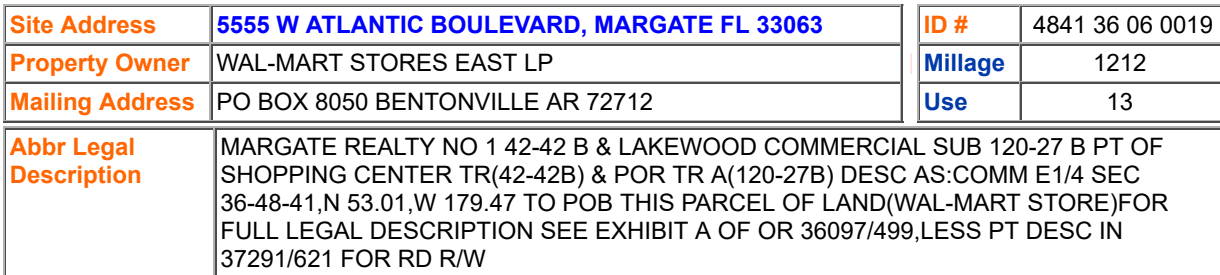 Site Address 5555 W ATLANTIC BOULEVARD, MARGATE FL 33063 ID # 4841 36 06 0019
Property Owner WAL-MART STORES EAST LP Millage 1212
Mailing Address PO BOX 8050 BENTONVILLE AR 72712 Use 13
Abbr Legal MARGATE REALTY NO 1 42-42 B & LAKEWOOD COMMERCIAL SUB 120-27 B PT OF
Description SHOPPING CENTER TR(42-42B) & POR TR A(120-27B) DESC AS:COMM E1/4 SEC
36-48-41,N 53.01,W 179.47 TO POB THIS PARCEL OF LAND(WAL-MART STORE)FOR
FULL LEGAL DESCRIPTION SEE EXHIBIT A OF OR 36097/499,LESS PT DESC IN
37291/621 FOR RD R/W